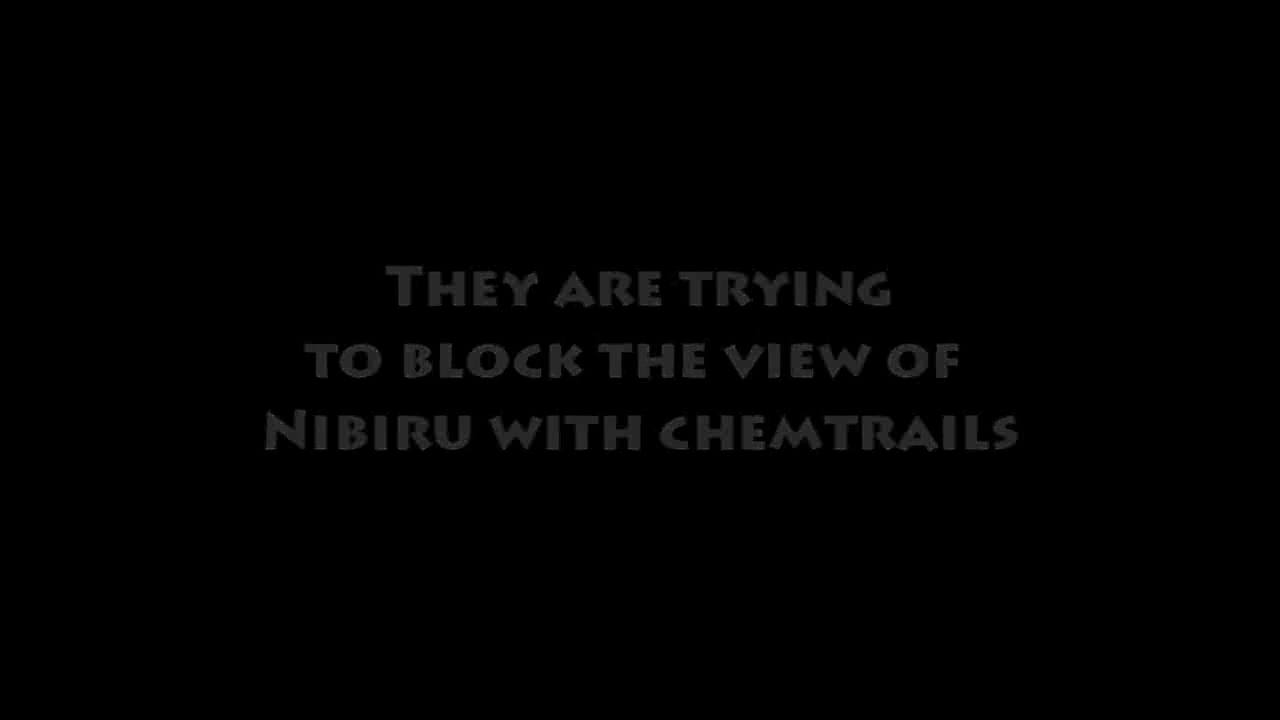 They are trying
to block the view of
Nibiru with chemtrails